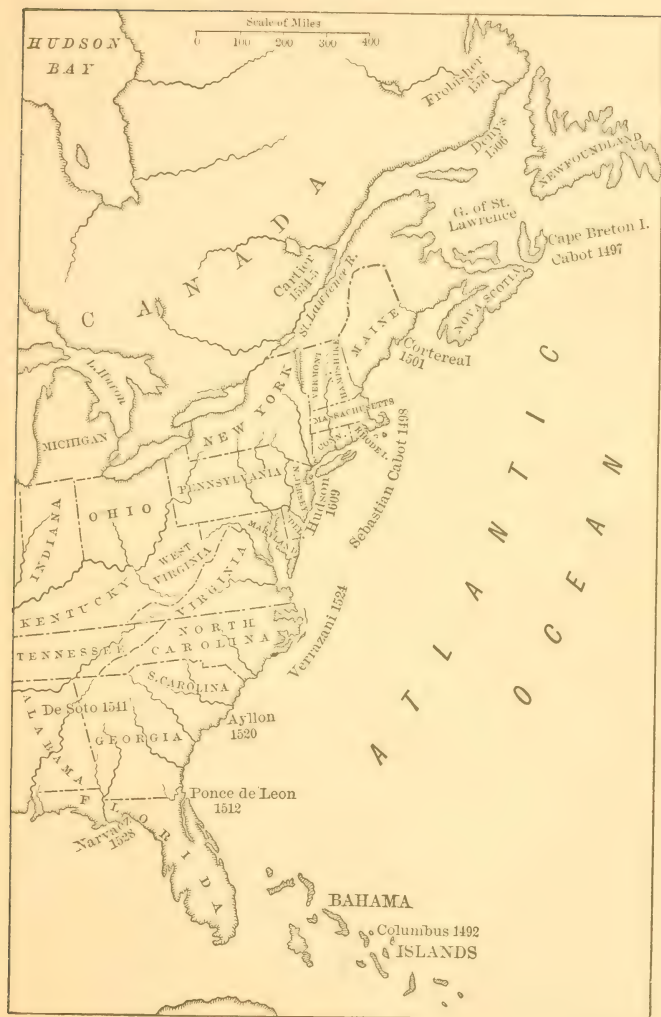 Scale of Miles
0 100 200 300 400
HUDSON
BAY
Frobisher
1576
Denys
1506
NEWFOUNDLAND
G. of St.
Lawrence
Cape Breton I.
Cabot 1497
CANADA
Cartier
1534-5
St. Lawrence R.
NOVA SCOTIA
MAINE
Cortereal
1501
L. Huron
VERMONT
N. HAMPSHIRE
MASSACHUSETTS
CONN.
RHODE I.
NEW YORK
MICHIGAN
PENNSYLVANIA
N. JERSEY
Hudson
1609
Sebastian Cabot 1498
ATLANTIC
OCEAN
OHIO
INDIANA
MARYLAND
DEL.
WEST
VIRGINIA
VIRGINIA
KENTUCKY
Verrazani 1524
NORTH
CAROLINA
TENNESSEE
S. CAROLINA
De Soto 1541
Ayllon
1520
ALABAMA
GEORGIA
Ponce de Leon
1512
FLORIDA
Narvaez
1528
BAHAMA
Columbus 1492
ISLANDS